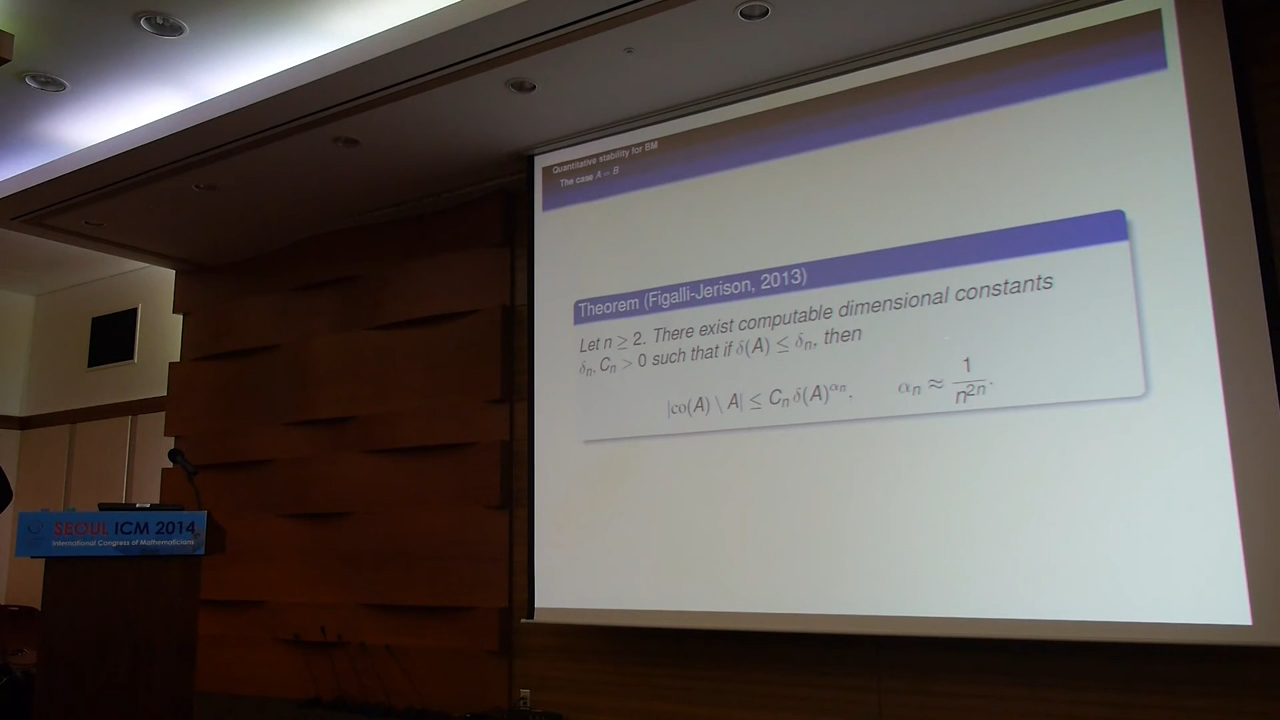 Quantitative stability for BM
The case A = B
Theorem (Figalli-Jerison, 2013)
Let n ≥ 2. There exist computable dimensional constants
δₙ, Cₙ > 0 such that if δ(A) ≤ δₙ, then
|co(A) \ A| ≤ Cₙ δ(A)^{αₙ}, αₙ ≈ 1/n^{2n}.
SEOUL ICM 2014
International Congress of Mathematicians